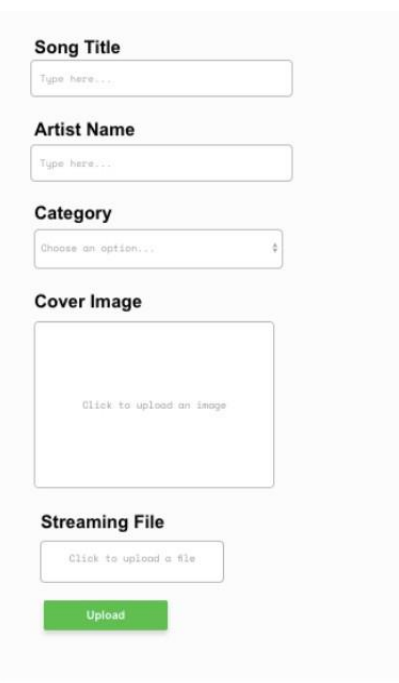 Song Title
Type here...
Artist Name
Type here...
Category
Choose an option...
Cover Image
Click to upload an image
Streaming File
Click to upload a file
Upload